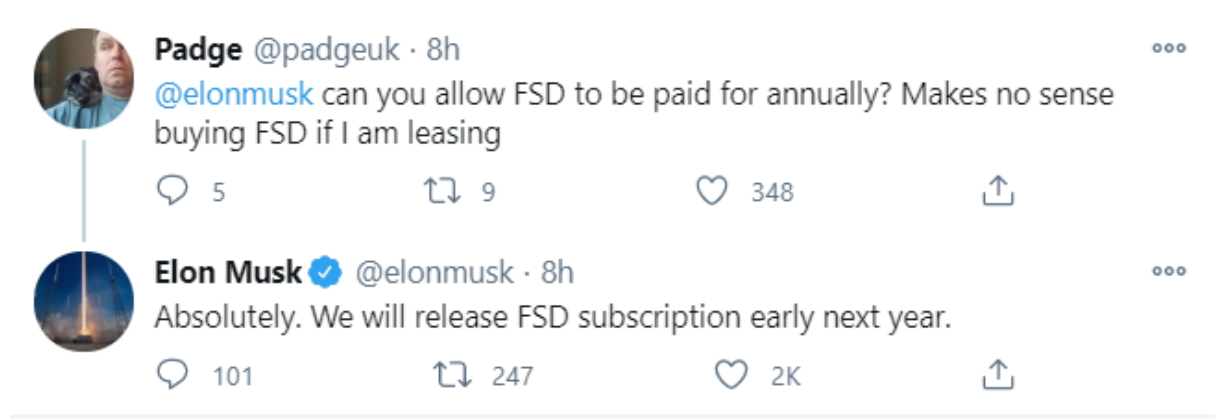 Padge @padgeuk · 8h
@elonmusk can you allow FSD to be paid for annually? Makes no sense
buying FSD if I am leasing
5 9 348
Elon Musk @elonmusk · 8h
Absolutely. We will release FSD subscription early next year.
101 247 2K